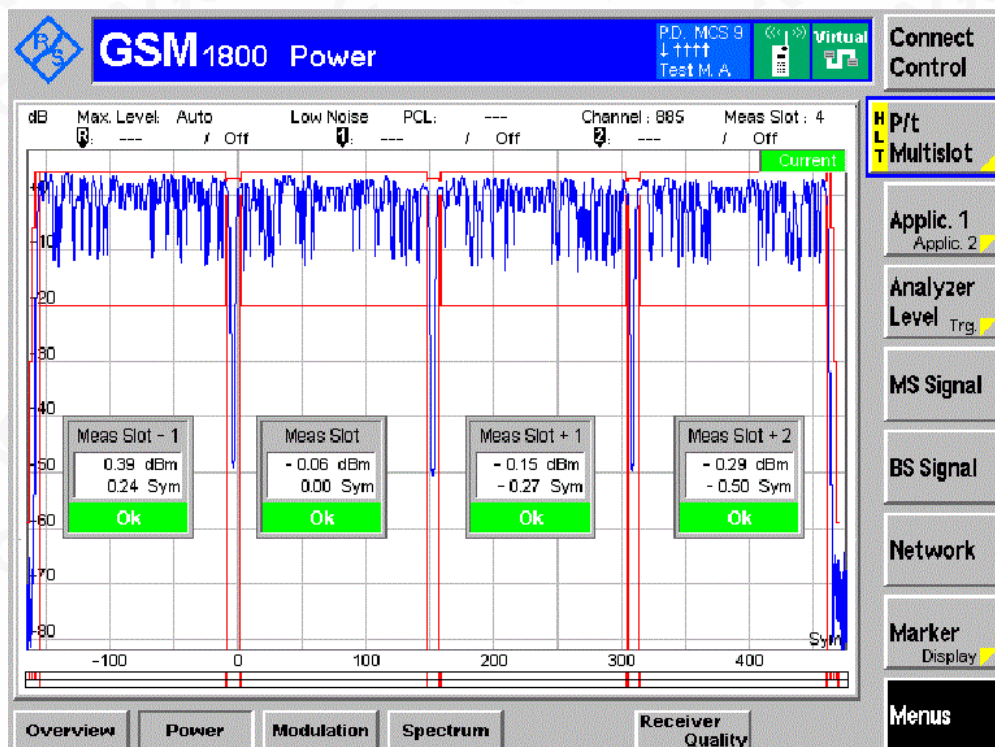 R/S
GSM 1800 Power
P.D. MCS 9
↓ ↑↑↑↑
Test M. A.
Virtual
Connect
Control
dB Max. Level: Auto Low Noise PCL: --- Channel : 885 Meas Slot : 4
R: --- / Off 1: --- / Off 2: --- / Off
Current
HLT
P/t
Multislot
Applic. 1
Applic. 2
Analyzer
Level Trg.
MS Signal
BS Signal
Network
Marker
Display
Menus
+0
-10
-20
-30
-40
-50
-60
-70
-80
Meas Slot - 1
0.39 dBm
0.24 Sym
Ok
Meas Slot
- 0.06 dBm
0.00 Sym
Ok
Meas Slot + 1
- 0.15 dBm
- 0.27 Sym
Ok
Meas Slot + 2
- 0.29 dBm
- 0.50 Sym
Ok
Sym
-100 0 100 200 300 400
Overview Power Modulation Spectrum Receiver
Quality